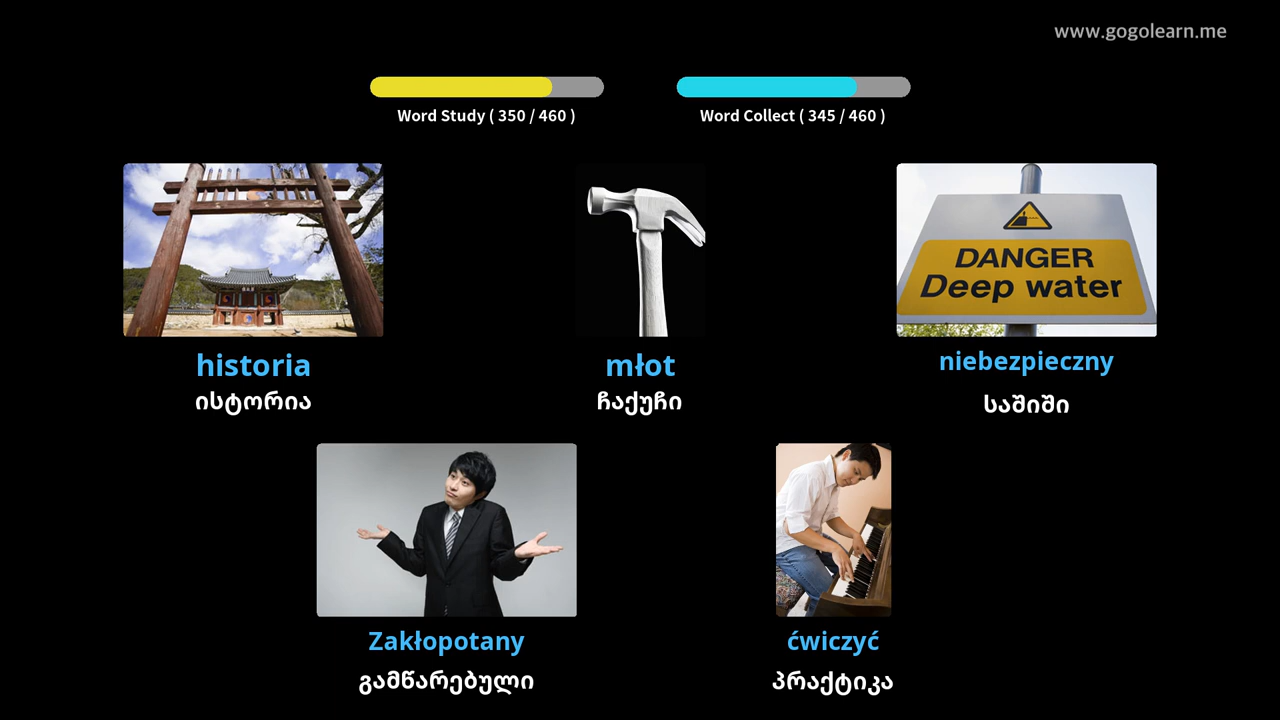 www.gogolearn.me
Word Study ( 350 / 460 )
Word Collect ( 345 / 460 )
DANGER
Deep water
historia
ისტორია
młot
ჩაქუჩი
niebezpieczny
საშიში
Zakłopotany
გამწარებული
ćwiczyć
პრაქტიკა